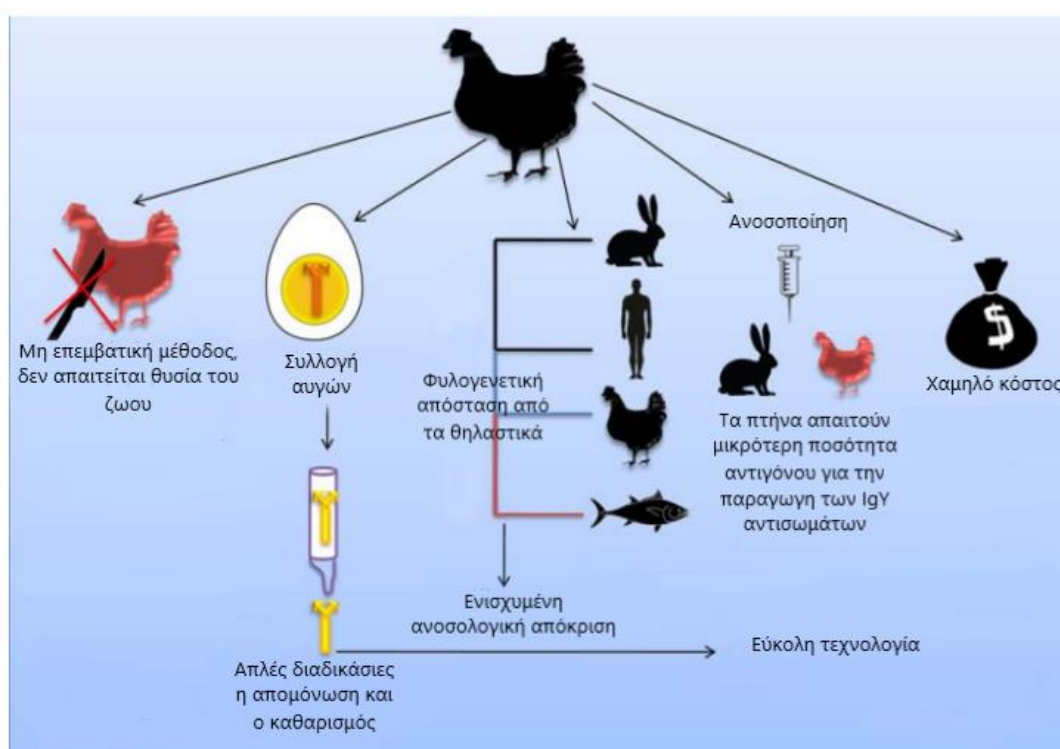 Μη επεμβατική μέθοδος,
δεν απαιτείται θυσία του
ζωου
Συλλογή
αυγών
Απλές διαδικάσιες
η απομόνωση και
ο καθαρισμός
Φυλογενετική
απόσταση από
τα θηλαστικά
Ενισχυμένη
ανοσολογική απόκριση
Εύκολη τεχνολογία
Ανοσοποίηση
Τα πτήνα απαιτούν
μικρότερη ποσότητα
αντιγόνου για την
παραγωγη των IgY
αντισωμάτων
$
Χαμηλό κόστος